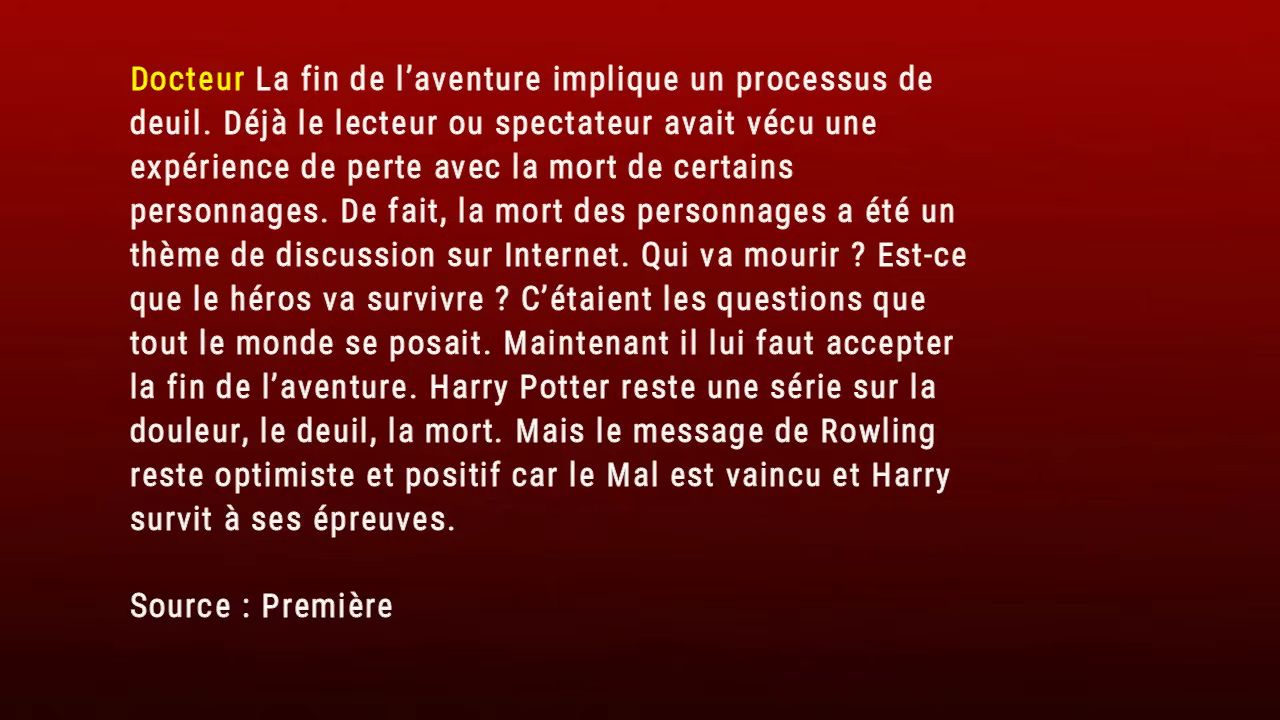 Docteur La fin de l’aventure implique un processus de
deuil. Déjà le lecteur ou spectateur avait vécu une
expérience de perte avec la mort de certains
personnages. De fait, la mort des personnages a été un
thème de discussion sur Internet. Qui va mourir ? Est-ce
que le héros va survivre ? C’étaient les questions que
tout le monde se posait. Maintenant il lui faut accepter
la fin de l’aventure. Harry Potter reste une série sur la
douleur, le deuil, la mort. Mais le message de Rowling
reste optimiste et positif car le Mal est vaincu et Harry
survit à ses épreuves.
Source : Première